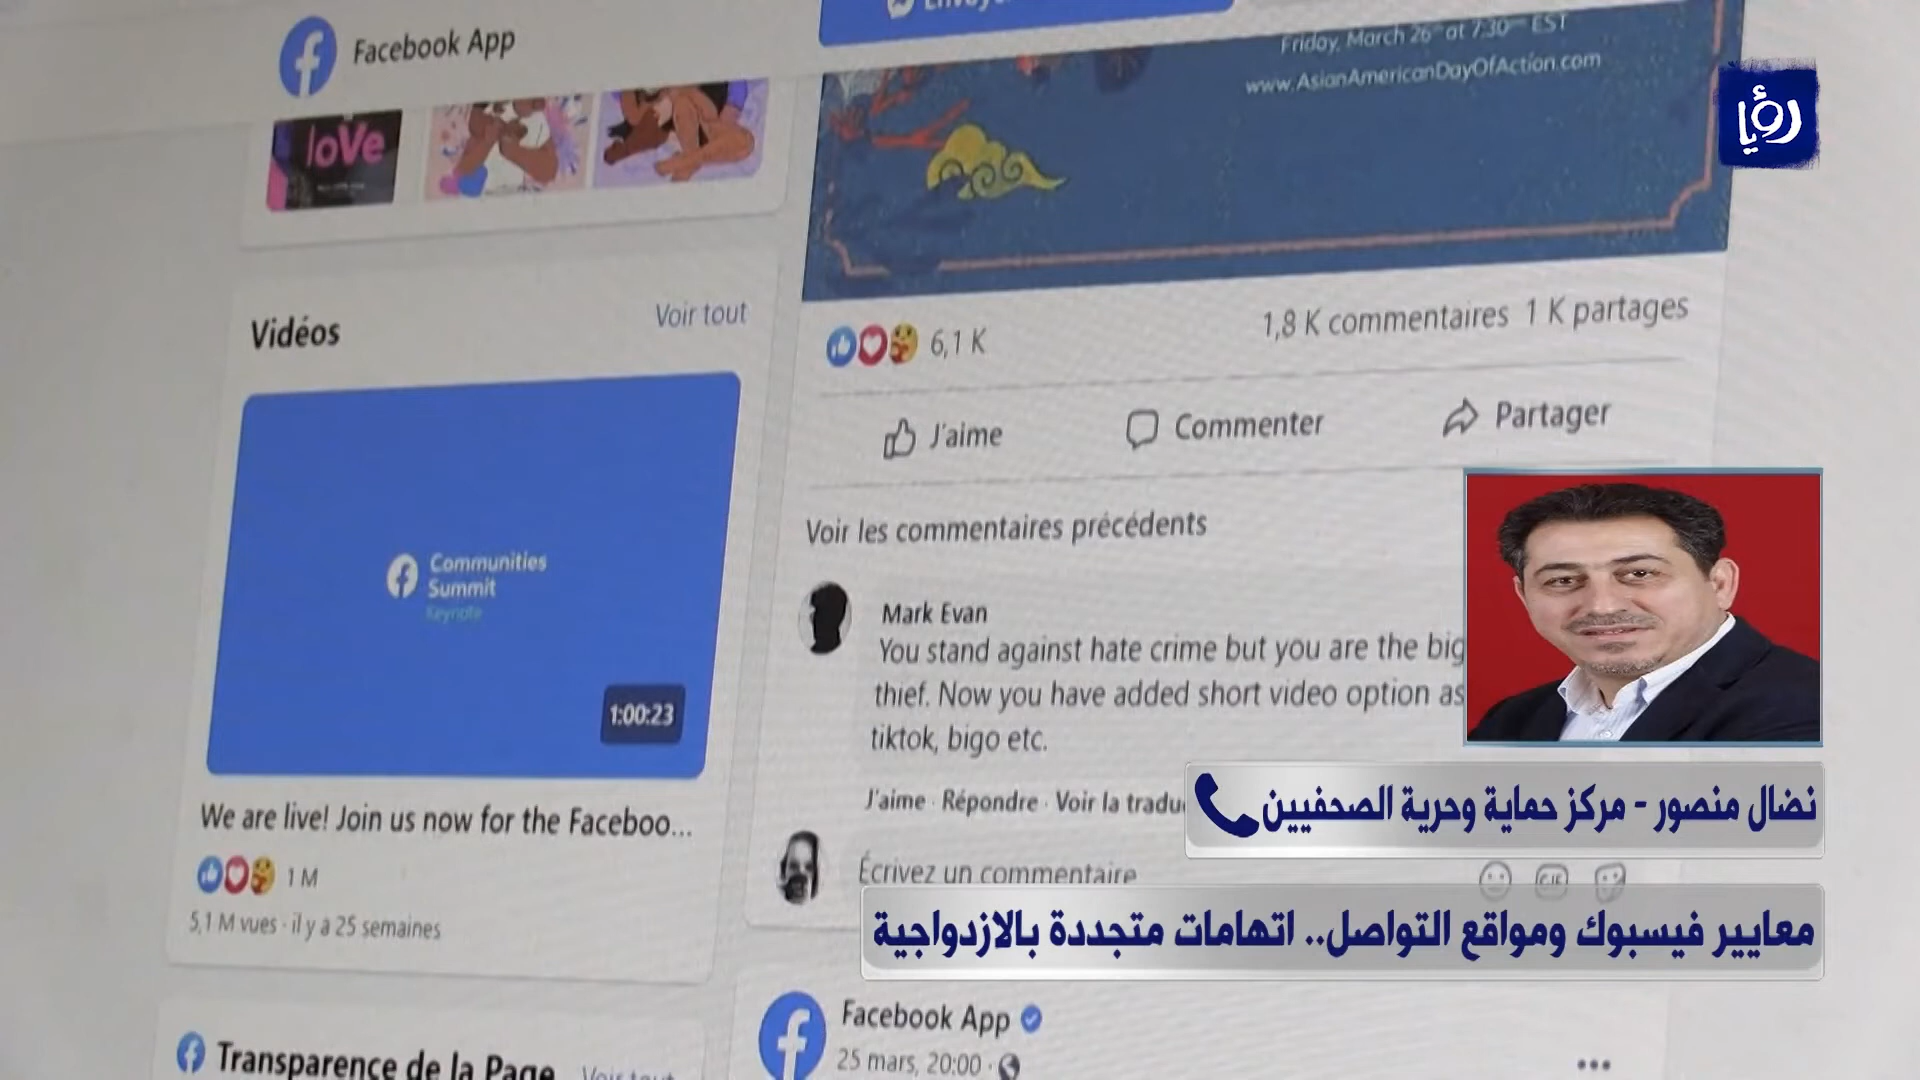 Facebook App
loVe
Vidéos
Voir tout
Communities
Summit
Keynote
1:00:23
We are live! Join us now for the Faceboo...
1 M
5,1 M vues · il y a 25 semaines
Transparence de la Page
Voir tout
Friday, March 26 at 7:30 EST
www.AsianAmericanDayOfAction.com
رؤيا
6,1 K
1,8 K commentaires 1 K partages
J'aime
Commenter
Partager
Voir les commentaires précédents
Mark Evan
You stand against hate crime but you are the big
thief. Now you have added short video option as
tiktok, bigo etc.
J'aime · Répondre · Voir la tradu
نضال منصور - مركز حماية وحرية الصحفيين
Écrivez un commentaire
GIF
معايير فيسبوك ومواقع التواصل.. اتهامات متجددة بالازدواجية
Facebook App
25 mars, 20:00 ·